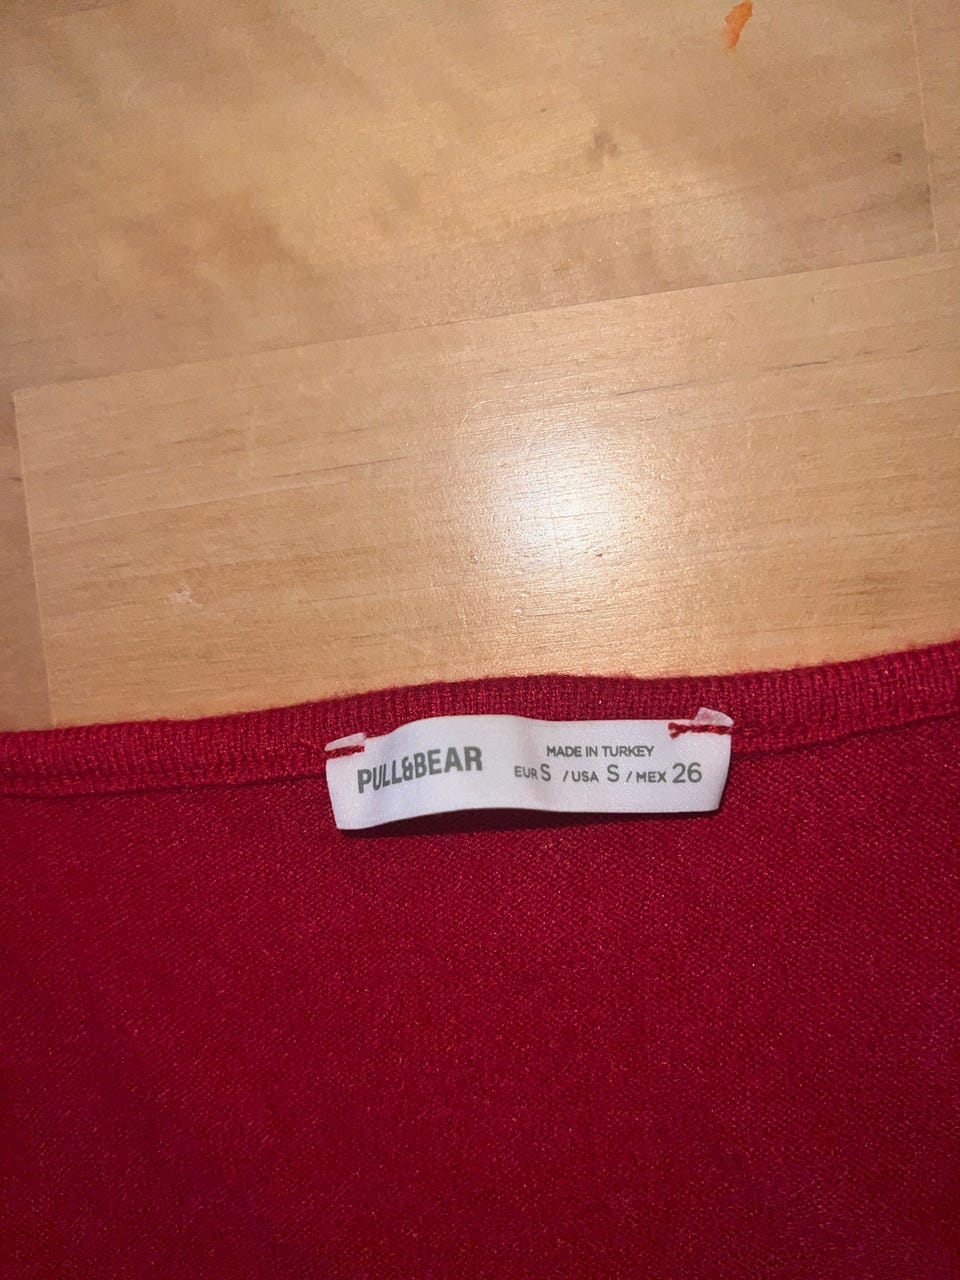 PULL&BEAR
MADE IN TURKEY
EUR S / USA S / MEX 26